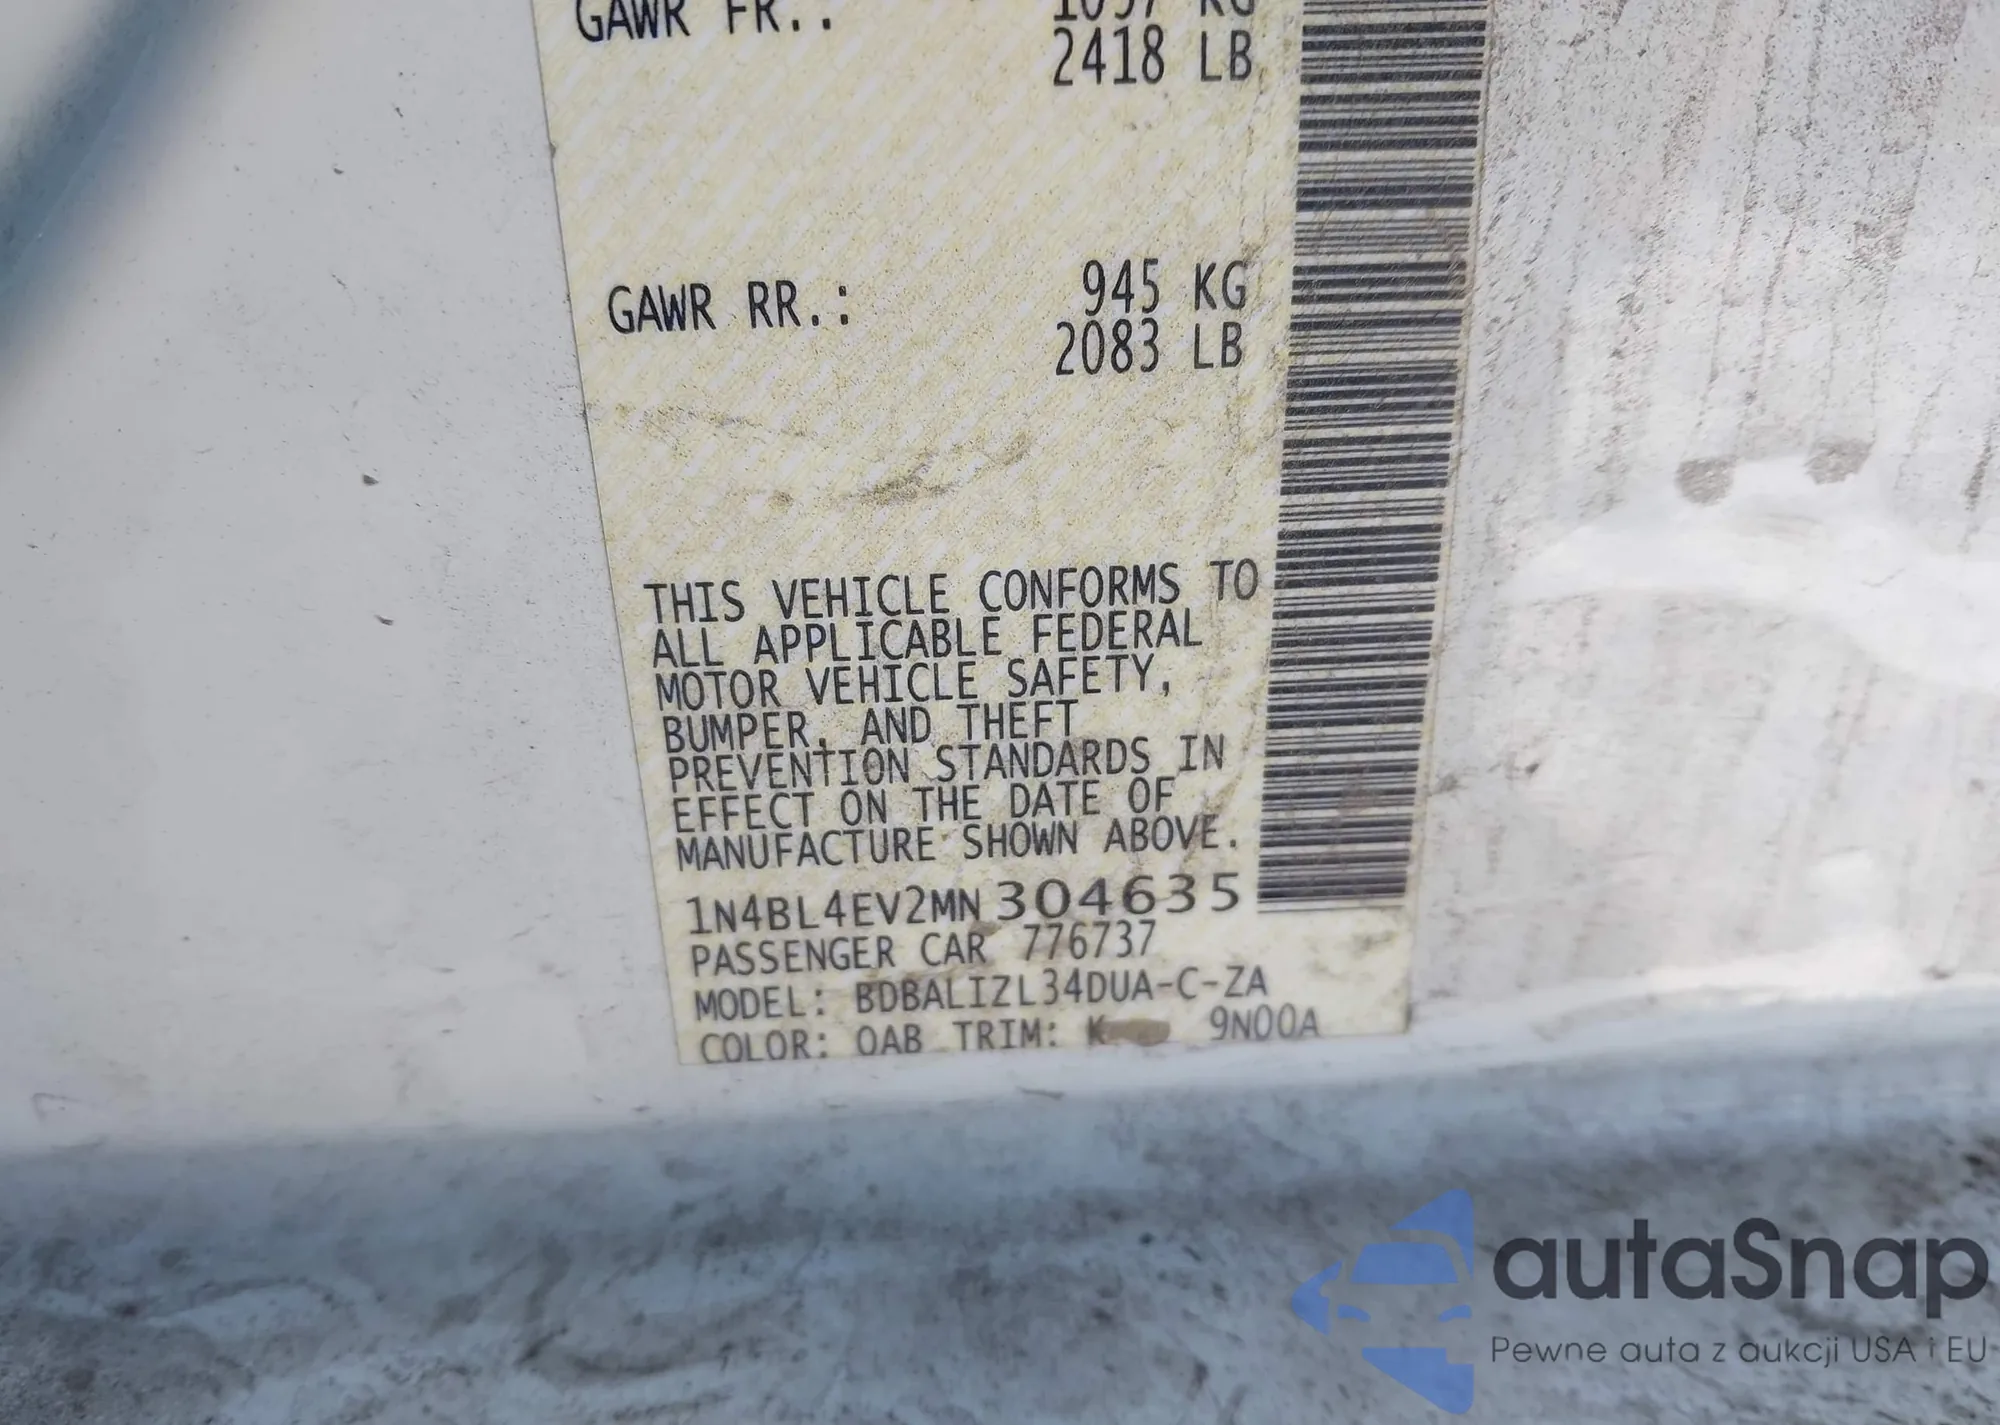 GAWR FR..
1097 KG
2418 LB
GAWR RR.:
945 KG
2083 LB
THIS VEHICLE CONFORMS TO
ALL APPLICABLE FEDERAL
MOTOR VEHICLE SAFETY,
BUMPER, AND THEFT
PREVENTION STANDARDS IN
EFFECT ON THE DATE OF
MANUFACTURE SHOWN ABOVE.
1N4BL4EV2MN304635
PASSENGER CAR 776737
MODEL: BDBALIZL34DUA-C-ZA
COLOR: QAB TRIM: K 9N00A
autaSnap
Pewne auta z aukcji USA i EU